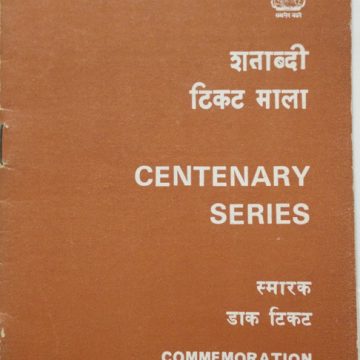 शताब्दी
टिकट माला
CENTENARY
SERIES
स्मारक
डाक टिकट
COMMEMORATION